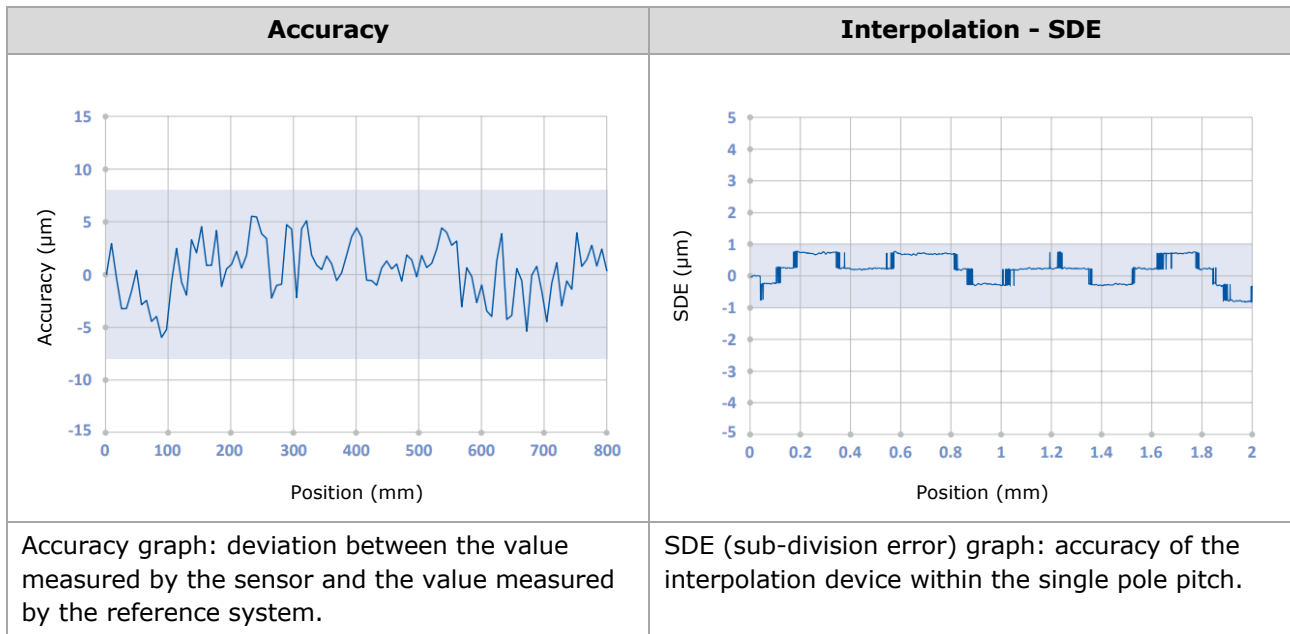 Accuracy
Interpolation - SDE
15
10
5
0
-5
-10
-15
Accuracy (µm)
0 100 200 300 400 500 600 700 800
Position (mm)
5
4
3
2
1
0
-1
-2
-3
-4
-5
SDE (µm)
0 0.2 0.4 0.6 0.8 1 1.2 1.4 1.6 1.8 2
Position (mm)
Accuracy graph: deviation between the value
measured by the sensor and the value measured
by the reference system.
SDE (sub-division error) graph: accuracy of the
interpolation device within the single pole pitch.